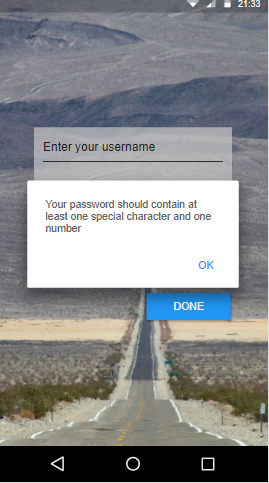 21:33
Enter your username
Your password should contain at
least one special character and one
number
OK
DONE